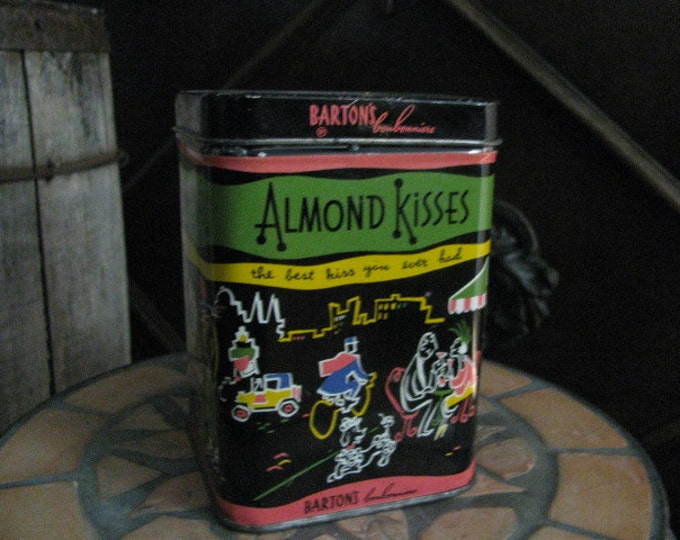 BARTON'S bonbonniere
®
ALMOND KISSES
the best kiss you ever had
BARTON'S bonbonniere